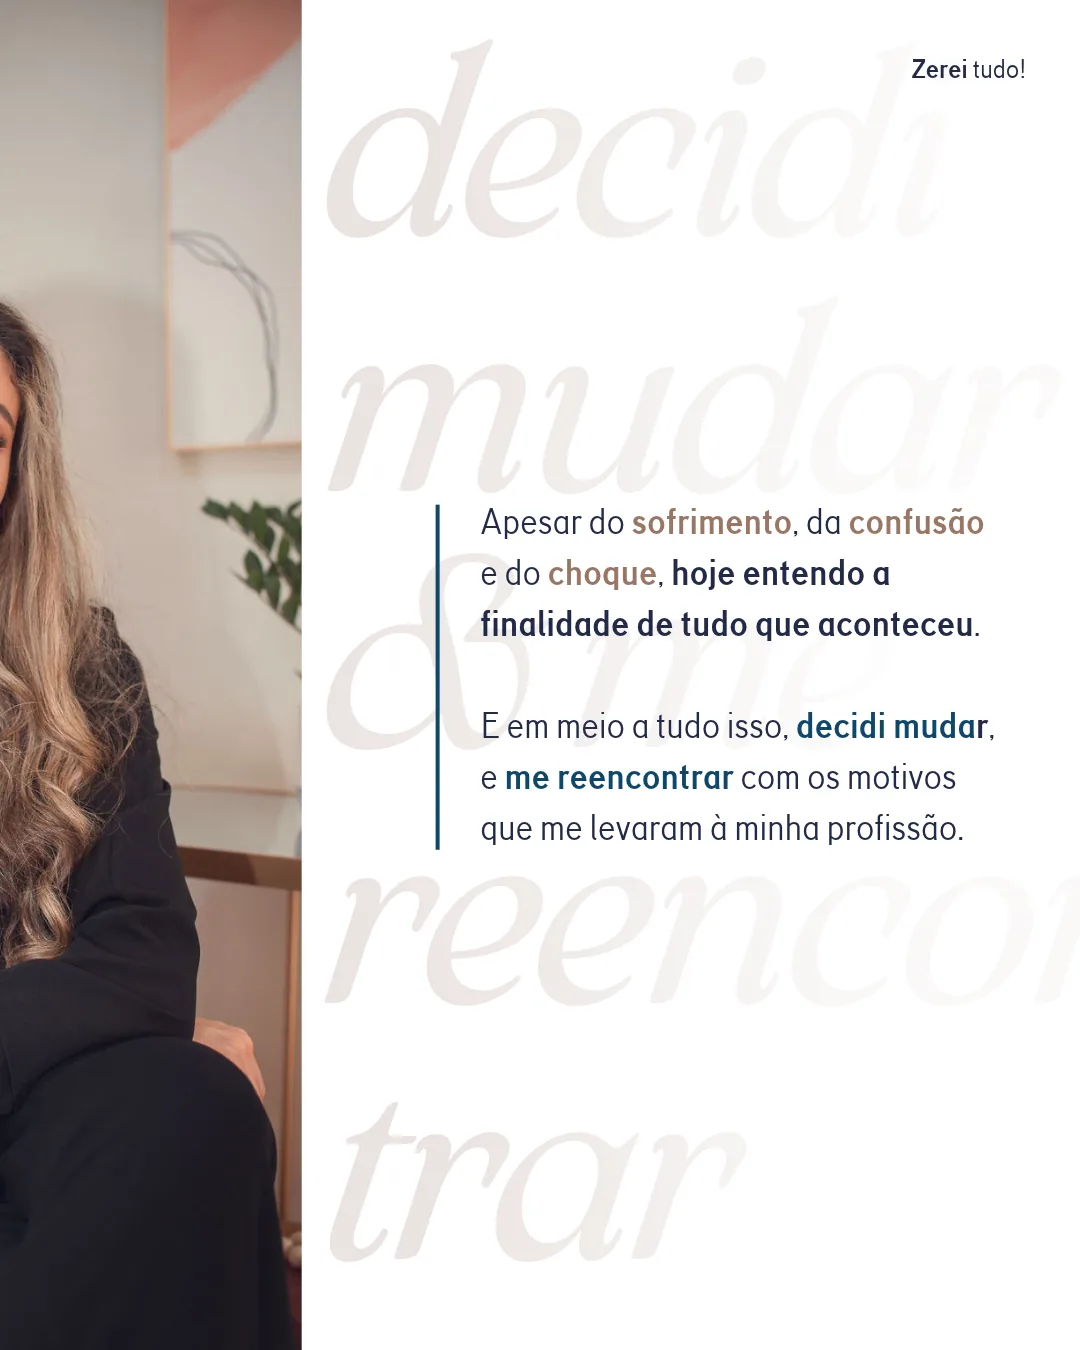 Zerei tudo!
decidi
mudar
Apesar do sofrimento, da confusão
e do choque, hoje entendo a
finalidade de tudo que aconteceu.
& me
E em meio a tudo isso, decidi mudar,
e me reencontrar com os motivos
que me levaram à minha profissão.
reencon
trar